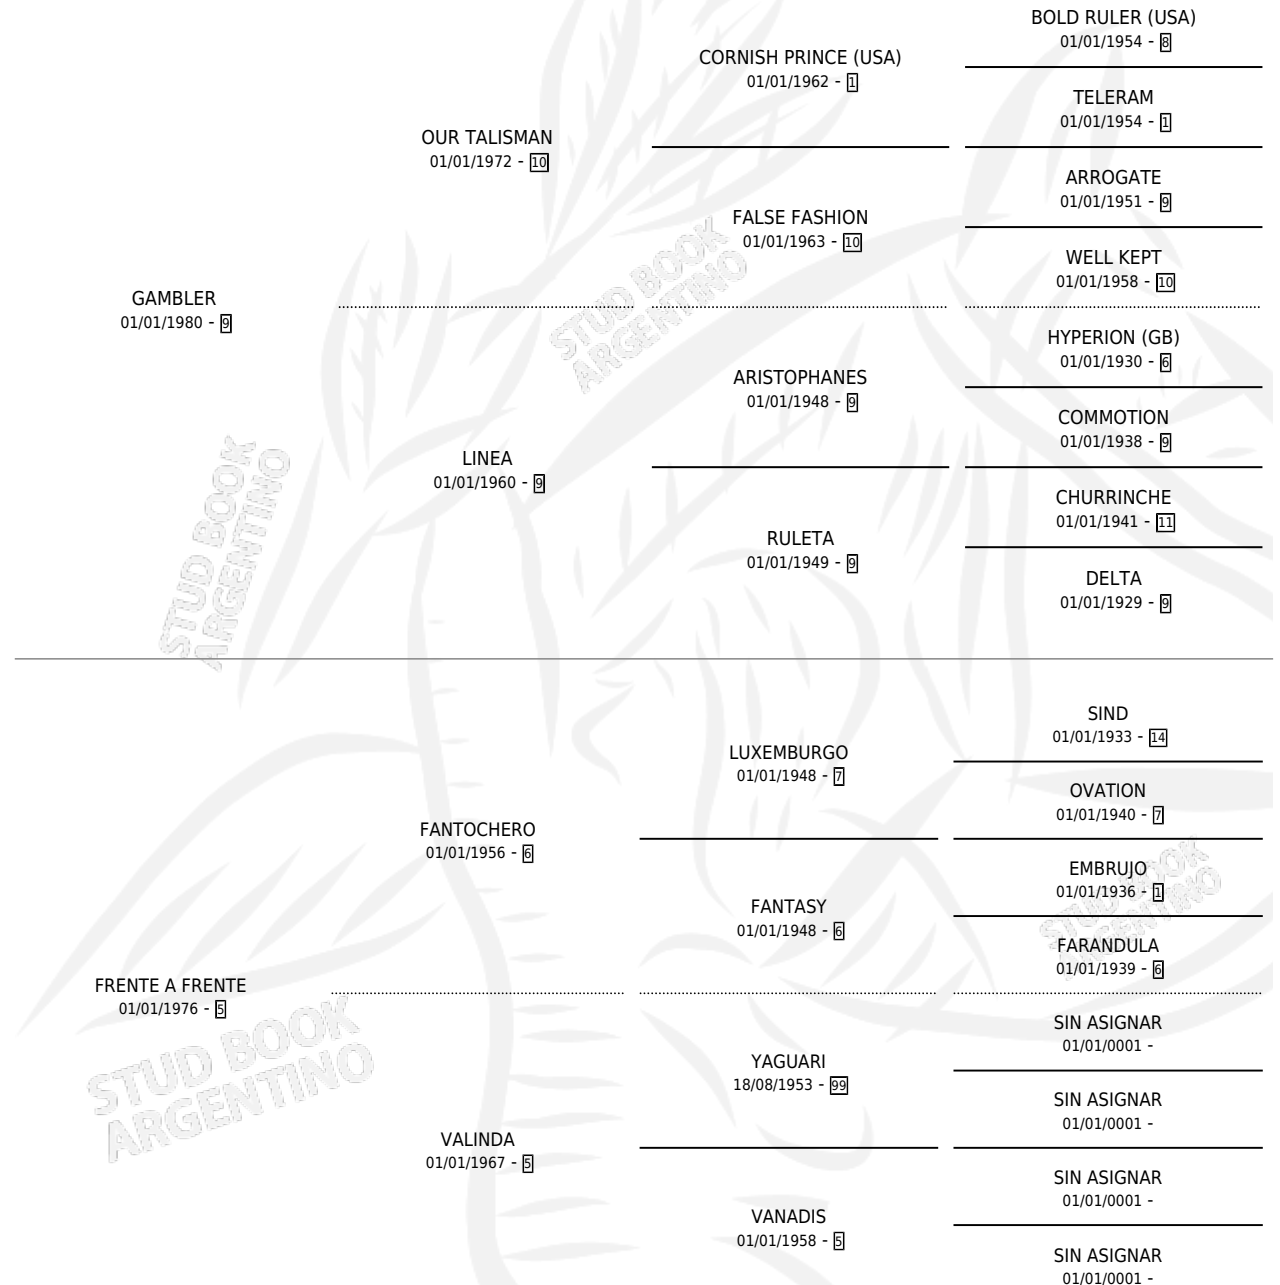 BOLD RULER (USA)
01/01/1954 - 8
CORNISH PRINCE (USA)
01/01/1962 - 1
TELERAM
01/01/1954 - 1
OUR TALISMAN
01/01/1972 - 10
ARROGATE
01/01/1951 - 9
FALSE FASHION
01/01/1963 - 10
WELL KEPT
01/01/1958 - 10
GAMBLER
01/01/1980 - 9
STUD BOOK
ARGENTINO
HYPERION (GB)
01/01/1930 - 6
ARISTOPHANES
01/01/1948 - 9
COMMOTION
01/01/1938 - 9
LINEA
01/01/1960 - 9
CHURRINCHE
01/01/1941 - 11
RULETA
01/01/1949 - 9
DELTA
01/01/1929 - 9
STUD BOOK
ARGENTINO
SIND
01/01/1933 - 14
LUXEMBURGO
01/01/1948 - 7
OVATION
01/01/1940 - 7
FANTOCHERO
01/01/1956 - 6
EMBRUJO
01/01/1936 - 1
FANTASY
01/01/1948 - 6
STUD BOOK
ARGENTINO
FARANDULA
01/01/1939 - 6
FRENTE A FRENTE
01/01/1976 - 5
SIN ASIGNAR
01/01/0001 -
YAGUARI
18/08/1953 - 99
STUD BOOK
ARGENTINO
SIN ASIGNAR
01/01/0001 -
VALINDA
01/01/1967 - 5
SIN ASIGNAR
01/01/0001 -
VANADIS
01/01/1958 - 5
SIN ASIGNAR
01/01/0001 -